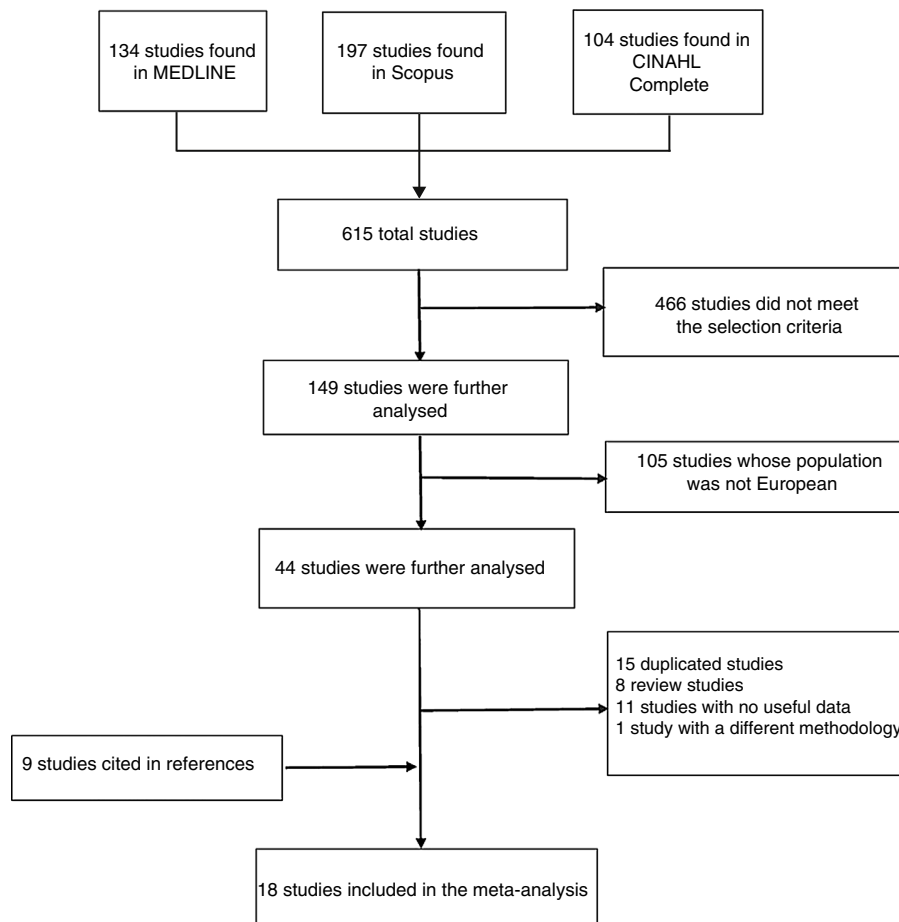 134 studies found
in MEDLINE
197 studies found
in Scopus
104 studies found in
CINAHL
Complete
615 total studies
466 studies did not meet
the selection criteria
149 studies were further
analysed
105 studies whose population
was not European
44 studies were further analysed
15 duplicated studies
8 review studies
11 studies with no useful data
1 study with a different methodology
9 studies cited in references
18 studies included in the meta-analysis